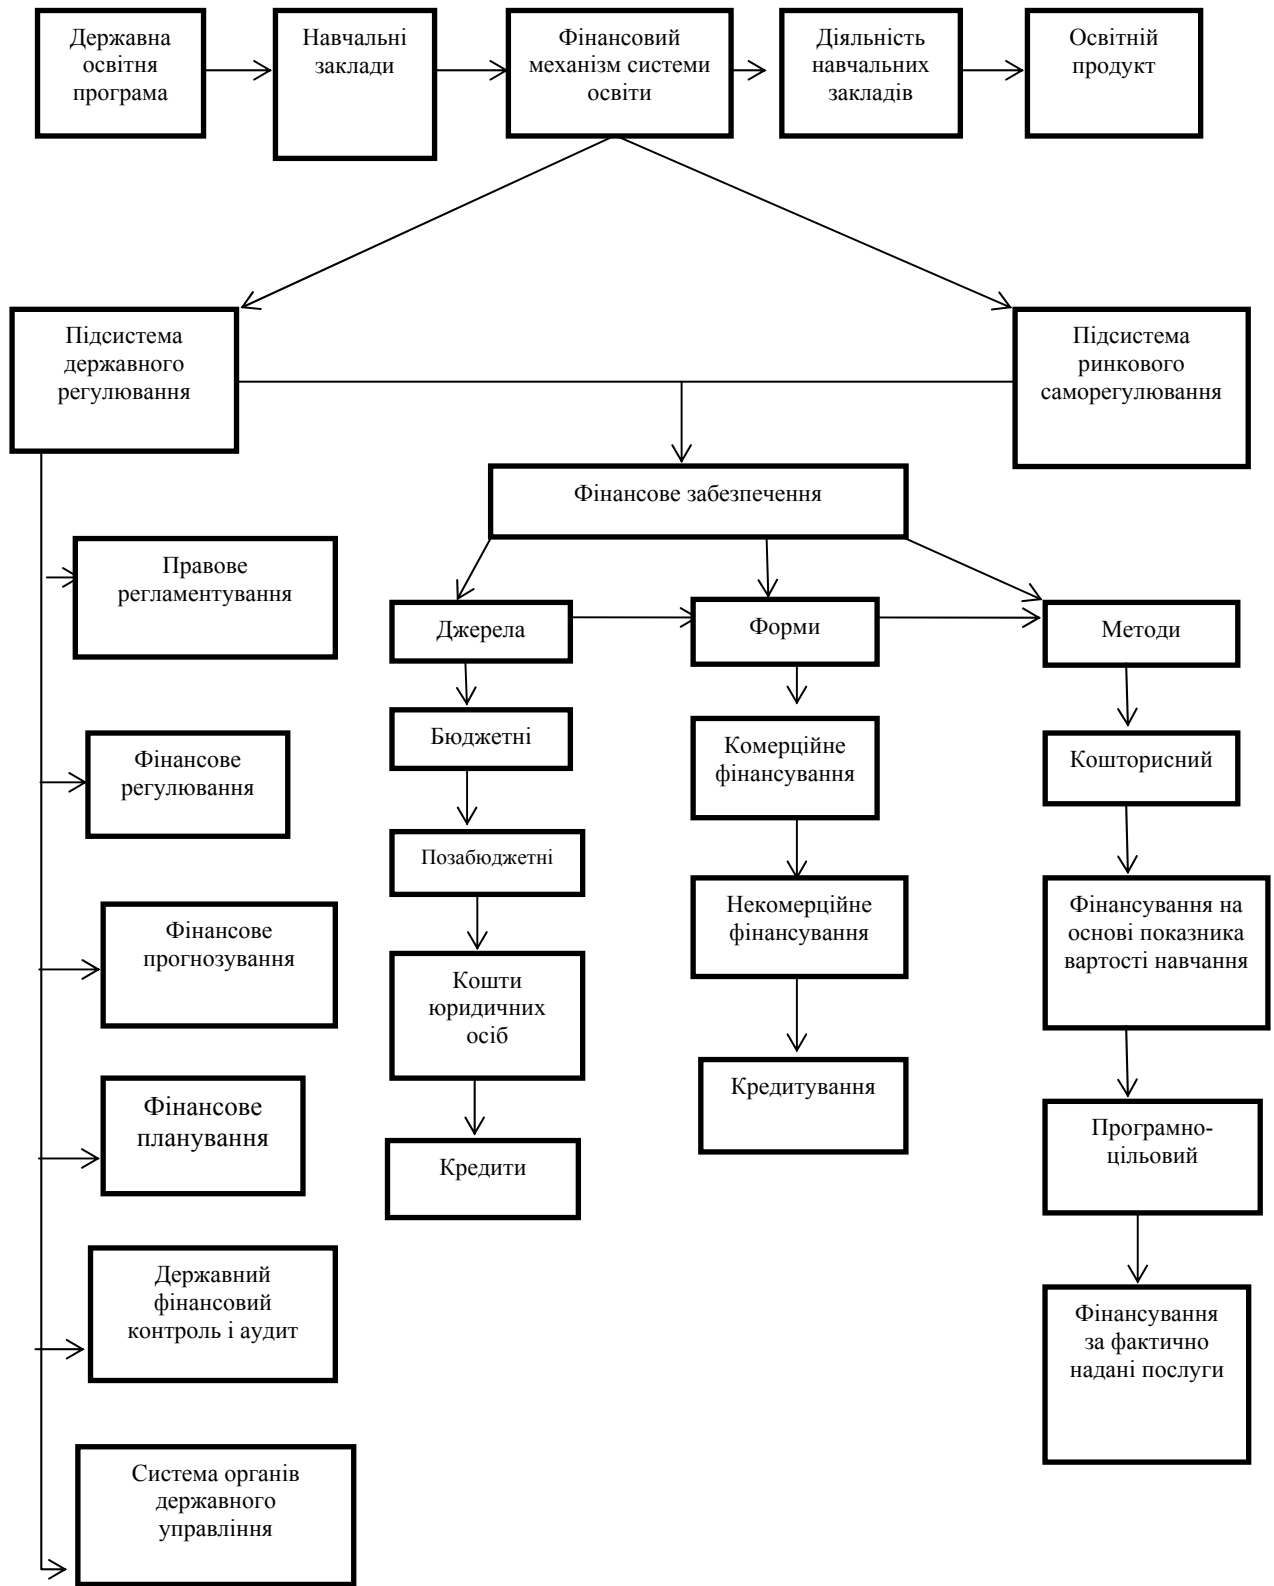 Державна
освітня
програма
Навчальні
заклади
Фінансовий
механізм системи
освіти
Діяльність
навчальних
закладів
Освітній
продукт
Підсистема
державного
регулювання
Підсистема
ринкового
саморегулювання
Фінансове забезпечення
Правове
регламентування
Фінансове
регулювання
Фінансове
прогнозування
Фінансове
планування
Державний
фінансовий
контроль і аудит
Система органів
державного
управління
Джерела
Бюджетні
Позабюджетні
Кошти
юридичних
осіб
Кредити
Форми
Комерційне
фінансування
Некомерційне
фінансування
Кредитування
Методи
Кошторисний
Фінансування на
основі показника
вартості навчання
Програмно-
цільовий
Фінансування
за фактично
надані послуги